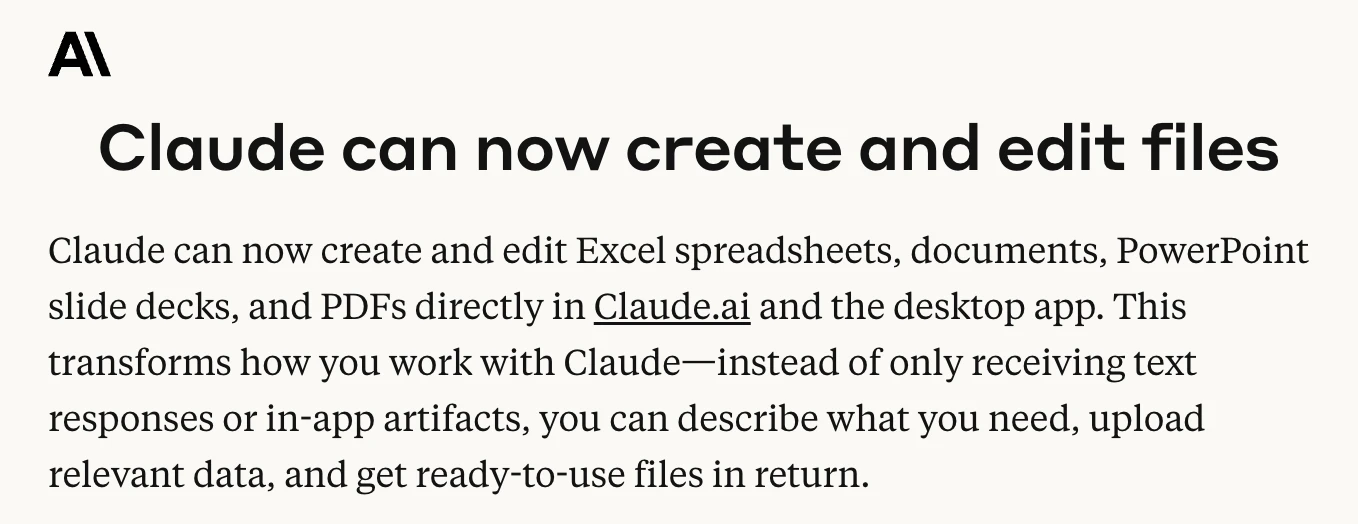 A\
Claude can now create and edit files
Claude can now create and edit Excel spreadsheets, documents, PowerPoint
slide decks, and PDFs directly in Claude.ai and the desktop app. This
transforms how you work with Claude—instead of only receiving text
responses or in-app artifacts, you can describe what you need, upload
relevant data, and get ready-to-use files in return.